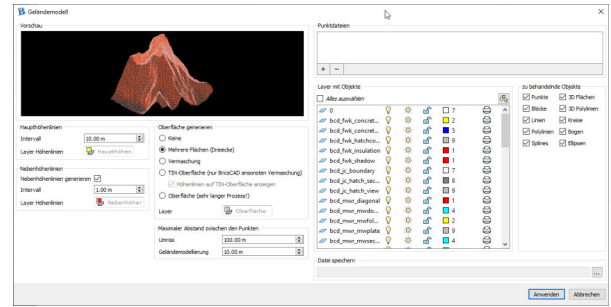 Geländemodell
Vorschau
Haupthöhenlinien
Intervall 10.00 m
Layer Höhenlinien Haupthöhen
Nebenhöhenlinien
Nebenhöhenlinien generieren
Intervall 1.00 m
Layer Höhenlinien Nebenhöhen
Oberfläche generieren
Keine
Mehrere Flächen (Dreiecke)
Vermaschung
TIN-Oberfläche (nur BricsCAD ansonsten Vermaschung)
Höhenlinien auf TIN-Oberfläche anzeigen
Oberfläche (sehr langer Prozess!)
Layer Oberfläche
Maximaler Abstand zwischen den Punkten
Umriss 100.00 m
Geländemodellierung 10.00 m
Punktdateien
+ −
Layer mit Objekte
Alles auswählen
0 7
bcd_fwk_concret... 2
bcd_fwk_concret... 5
bcd_fwk_hatchco... 9
bcd_fwk_insulation 1
bcd_fwk_shadow 1
bcd_jc_boundary 7
bcd_jc_hatch_sec... 8
bcd_jc_hatch_view 9
bcd_mwr_diagonal 1
bcd_mwr_mwdo... 4
bcd_mwr_mwfol... 2
bcd_mwr_mwplate 9
bcd_mwr_mwsec... 4
zu behandelnde Objekte
Punkte 3D Flächen
Blöcke 3D Polylinien
Linien Kreise
Polylinien Bogen
Splines Ellipsen
Datei speichern
...
Anwenden Abbrechen